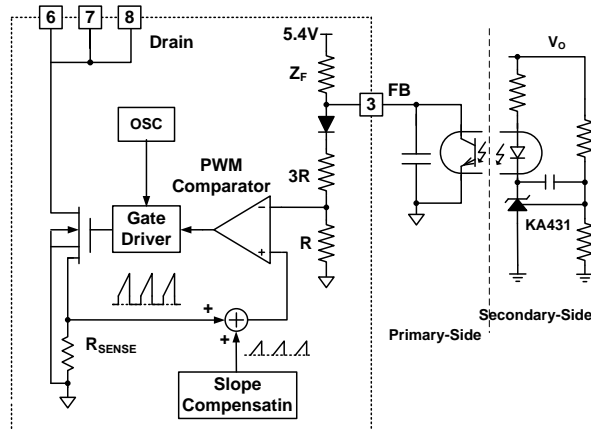 6 7 8
Drain
5.4V
ZF
3
FB
VO
OSC
PWM
Comparator
3R
Gate
Driver
−
+
R
KA431
+
+
RSENSE
Slope
Compensatin
Primary-Side
Secondary-Side